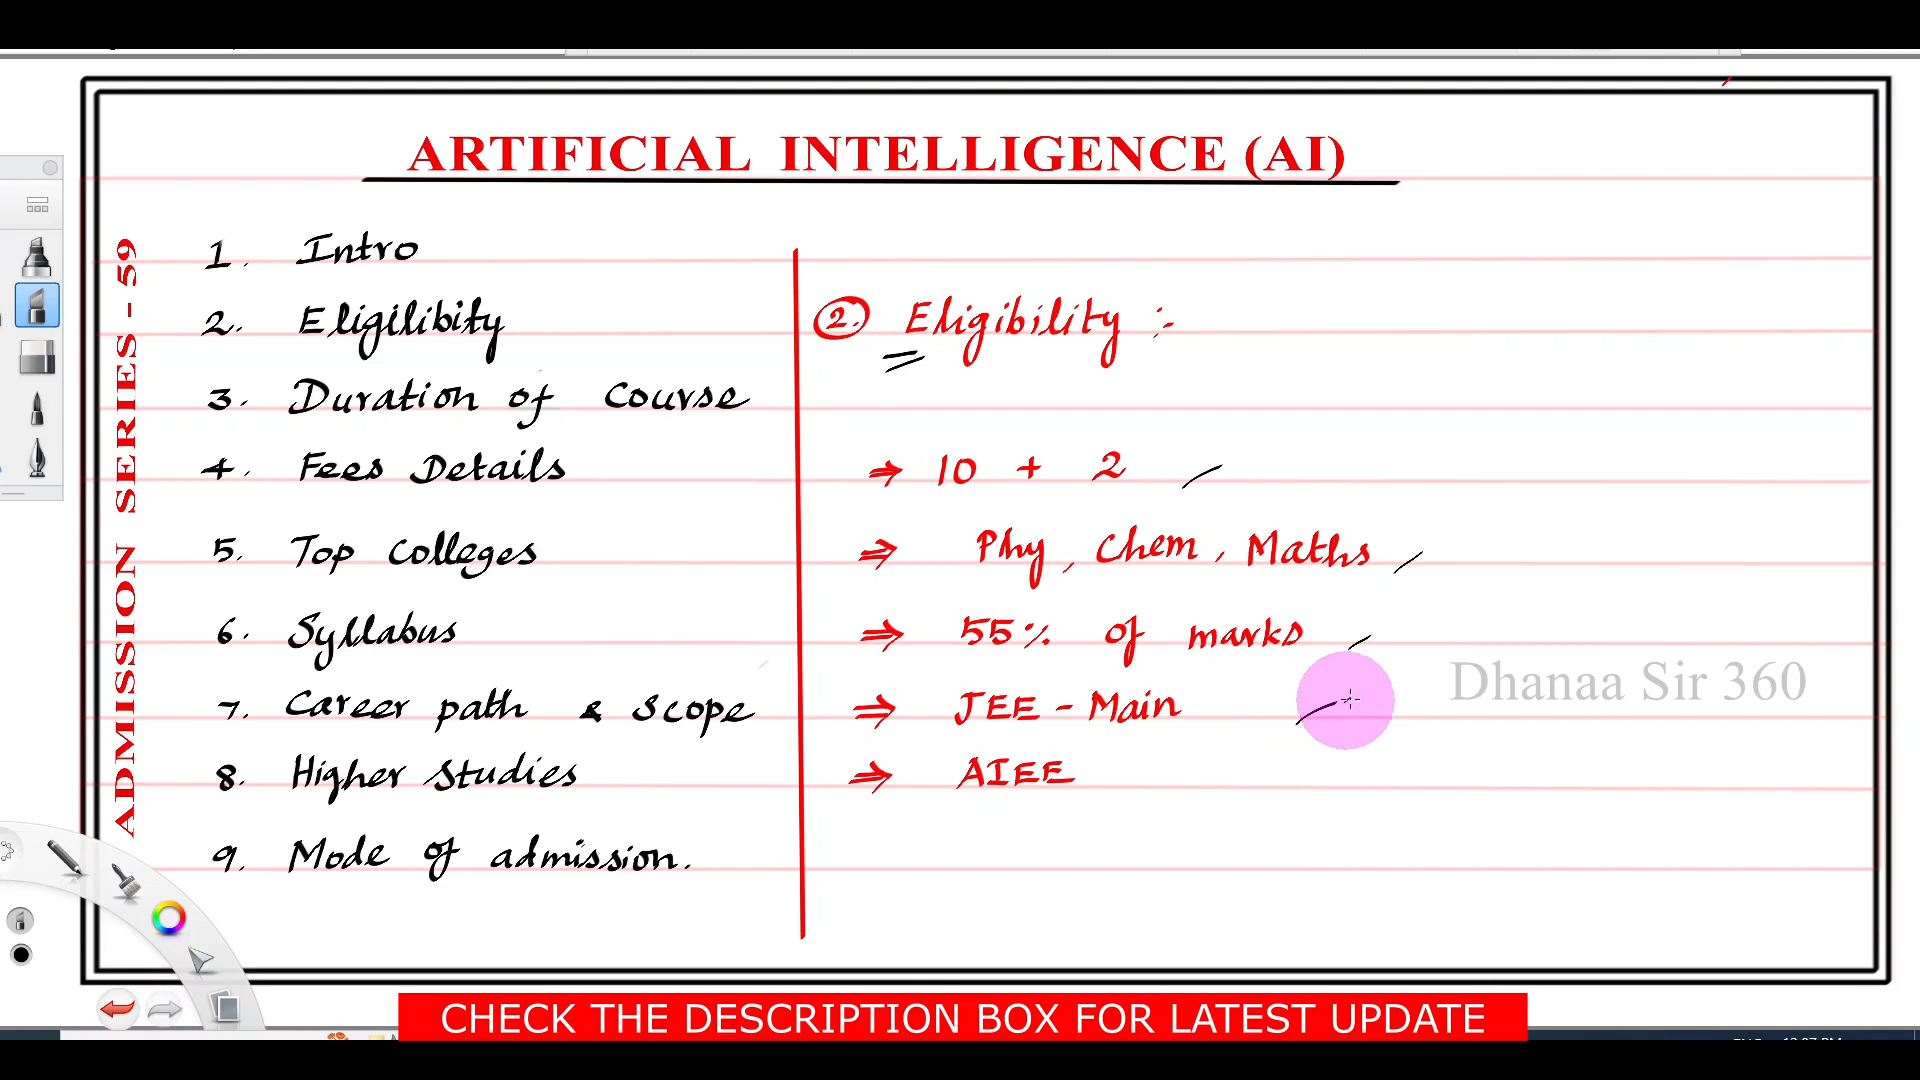 ARTIFICIAL INTELLIGENCE (AI)
ADMISSION SERIES - 59
1. Intro
2. Eligilibity
3. Duration of Course
4. Fees Details
5. Top Colleges
6. Syllabus
7. Career path & Scope
8. Higher Studies
9. Mode of admission.
2. Eligibility :-
⇒ 10 + 2
⇒ Phy, Chem, Maths
⇒ 55% of marks
⇒ JEE - Main
⇒ AIEE
Dhanaa Sir 360
CHECK THE DESCRIPTION BOX FOR LATEST UPDATE